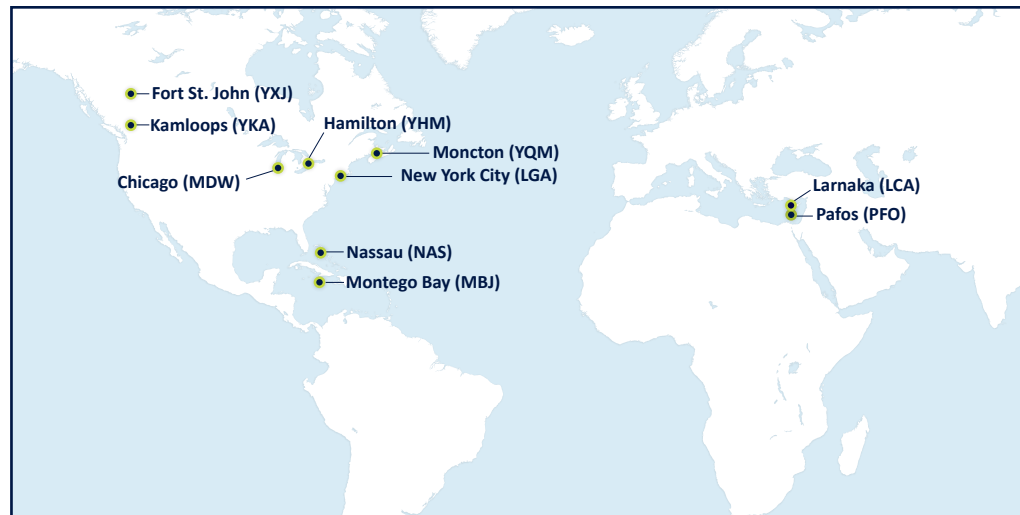 Fort St. John (YXJ)
Kamloops (YKA)
Hamilton (YHM)
Moncton (YQM)
Chicago (MDW)
New York City (LGA)
Larnaka (LCA)
Pafos (PFO)
Nassau (NAS)
Montego Bay (MBJ)